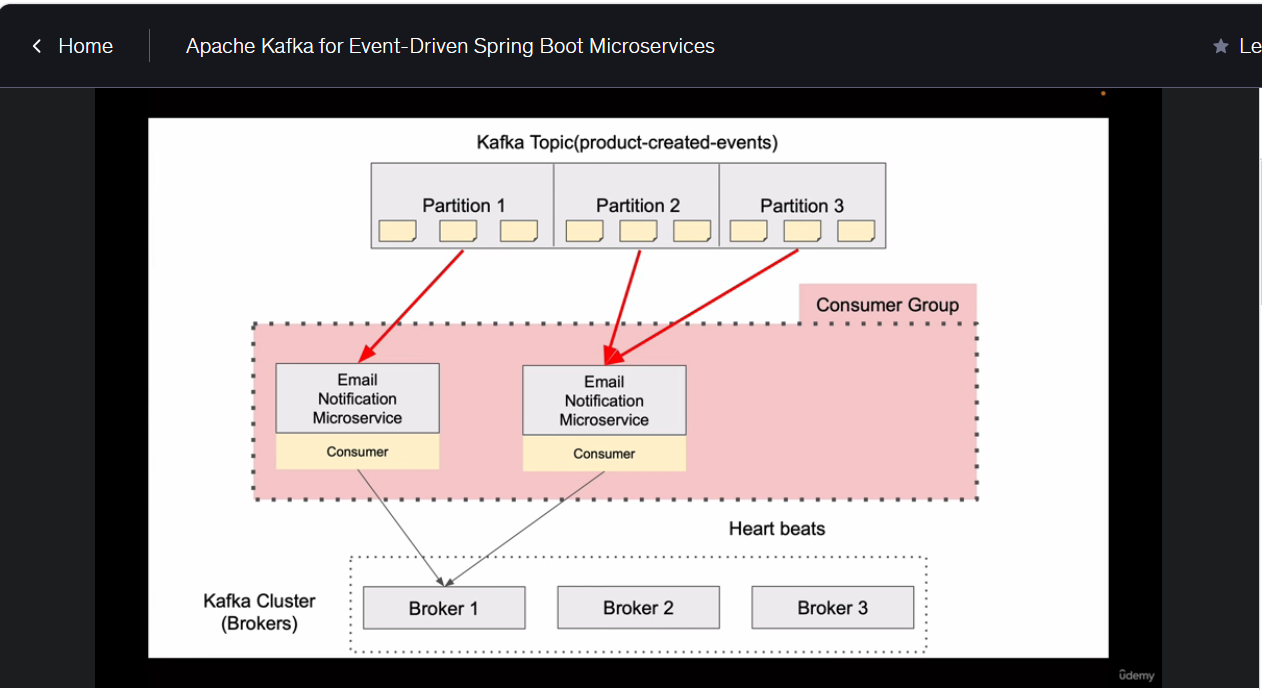 Home
Apache Kafka for Event-Driven Spring Boot Microservices
Le
Kafka Topic(product-created-events)
Partition 1
Partition 2
Partition 3
Consumer Group
Email
Notification
Microservice
Consumer
Email
Notification
Microservice
Consumer
Heart beats
Kafka Cluster
(Brokers)
Broker 1
Broker 2
Broker 3
ûdemy